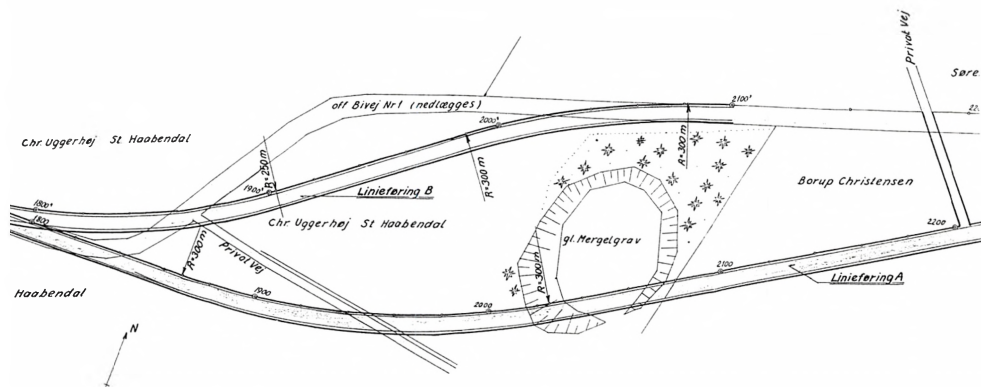 Privat Vej
Søre
off Bivej Nr 1 (nedlægges)
2100'
22
2000'
Chr. Uggerhøj St Haabendal
R=250 m
R=300 m
R=300 m
1900'
Linieføring B
Borup Christensen
1800'
1800
Chr. Uggerhøj St Haabendal
2200
gl. Mergelgrav
R=300 m
Privat Vej
R=300 m
2100
Linieføring A
Haabendal
1900
2000
N